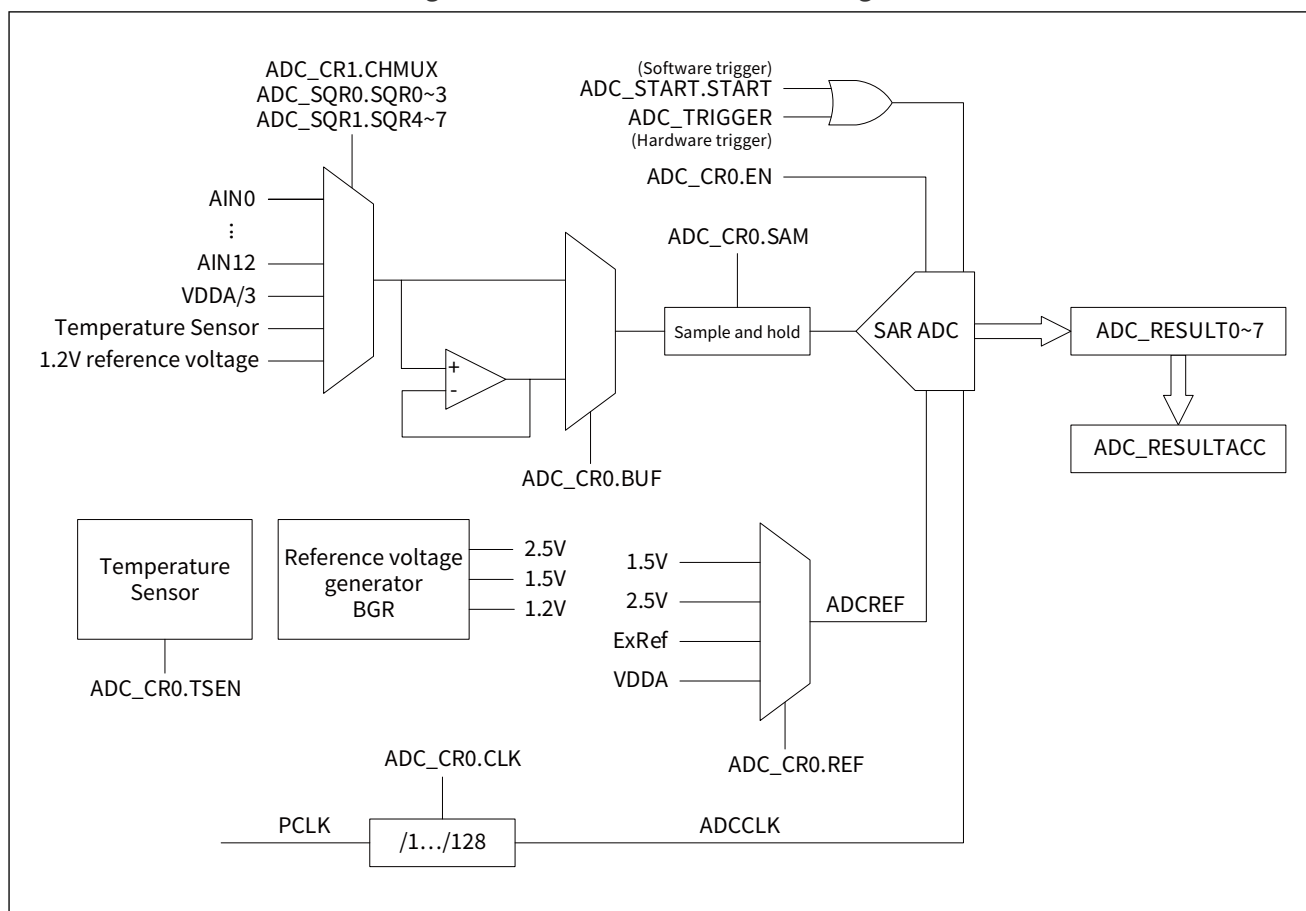 ADC_CR1.CHMUX
ADC_SQR0.SQR0~3
ADC_SQR1.SQR4~7
(Software trigger)
ADC_START.START
ADC_TRIGGER
(Hardware trigger)
ADC_CR0.EN
AIN0
⋮
AIN12
VDDA/3
Temperature Sensor
1.2V reference voltage
+
-
ADC_CR0.BUF
ADC_CR0.SAM
Sample and hold
SAR ADC
ADC_RESULT0~7
ADC_RESULTACC
Temperature
Sensor
ADC_CR0.TSEN
Reference voltage
generator
BGR
2.5V
1.5V
1.2V
1.5V
2.5V
ExRef
VDDA
ADCREF
ADC_CR0.REF
ADC_CR0.CLK
PCLK
/1.../128
ADCCLK